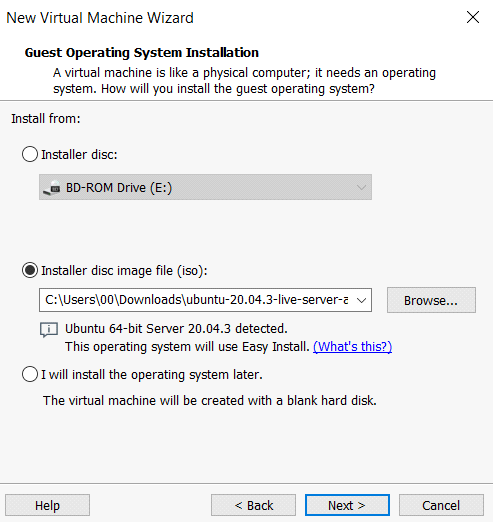 New Virtual Machine Wizard
Guest Operating System Installation
A virtual machine is like a physical computer; it needs an operating
system. How will you install the guest operating system?
Install from:
Installer disc:
BD-ROM Drive (E:)
Installer disc image file (iso):
C:\Users\00\Downloads\ubuntu-20.04.3-live-server-a
Browse...
Ubuntu 64-bit Server 20.04.3 detected.
This operating system will use Easy Install. (What's this?)
I will install the operating system later.
The virtual machine will be created with a blank hard disk.
Help
< Back
Next >
Cancel